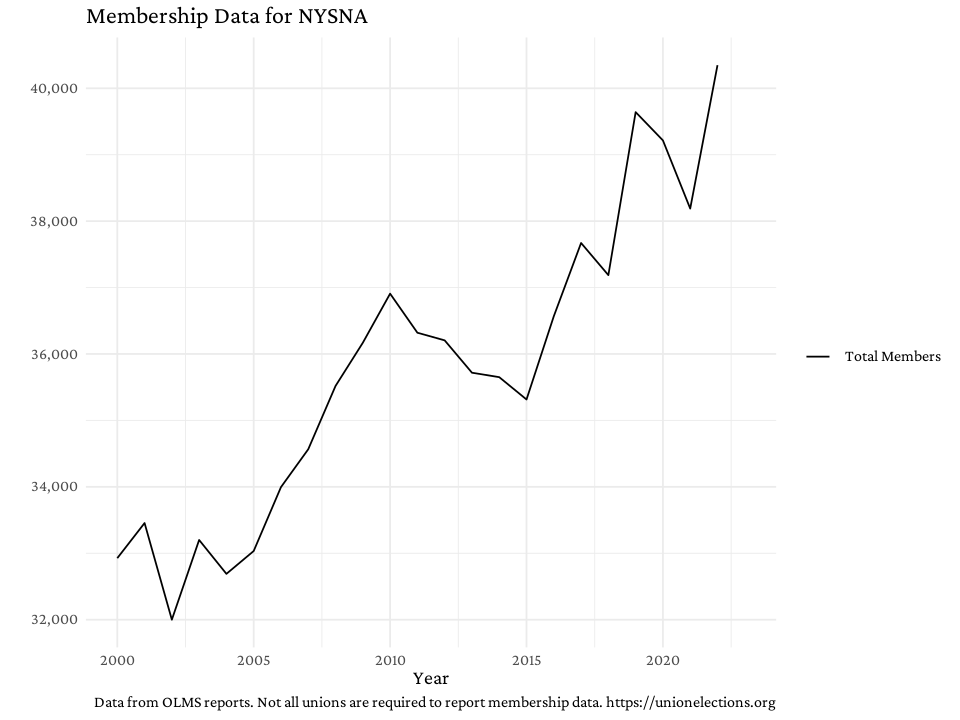 Membership Data for NYSNA
40,000
38,000
36,000
34,000
32,000
Total Members
2000 2005 2010 2015 2020
Year
Data from OLMS reports. Not all unions are required to report membership data. https://unionelections.org